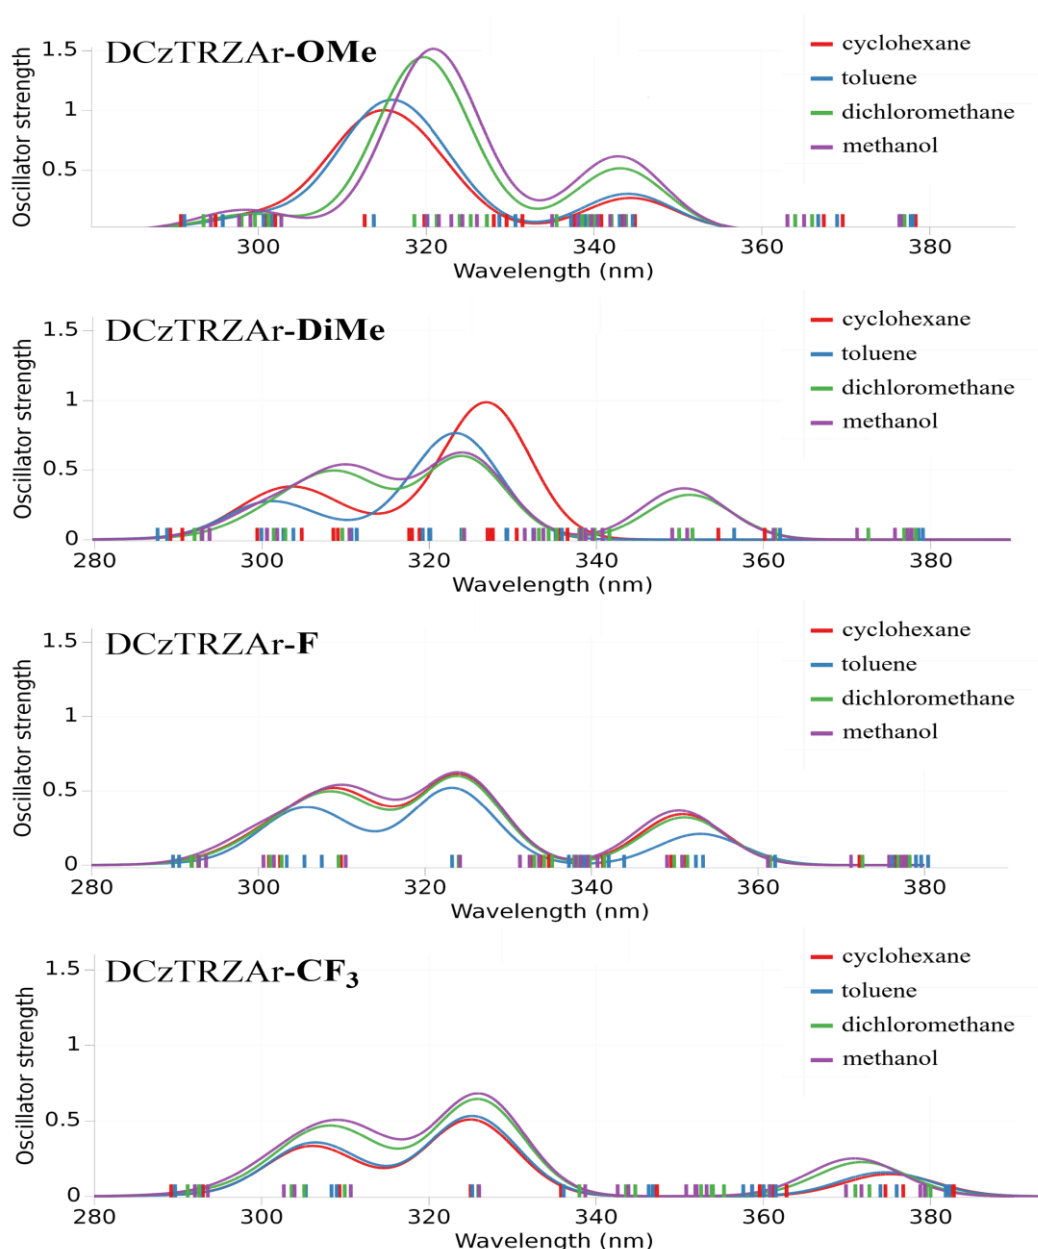 DCzTRZAr-OMe
Oscillator strength
1.5
1
0.5
cyclohexane
toluene
dichloromethane
methanol
300 320 340 360 380
Wavelength (nm)
DCzTRZAr-DiMe
Oscillator strength
1.5
1
0.5
0
cyclohexane
toluene
dichloromethane
methanol
280 300 320 340 360 380
Wavelength (nm)
DCzTRZAr-F
Oscillator strength
1.5
1
0.5
0
cyclohexane
toluene
dichloromethane
methanol
280 300 320 340 360 380
Wavelength (nm)
DCzTRZAr-CF₃
Oscillator strength
1.5
1
0.5
0
cyclohexane
toluene
dichloromethane
methanol
280 300 320 340 360 380
Wavelength (nm)